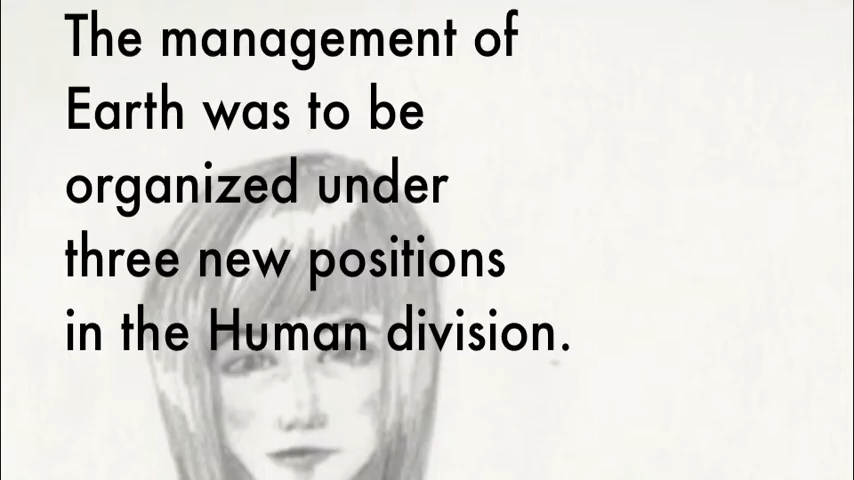 The management of
Earth was to be
organized under
three new positions
in the Human division.